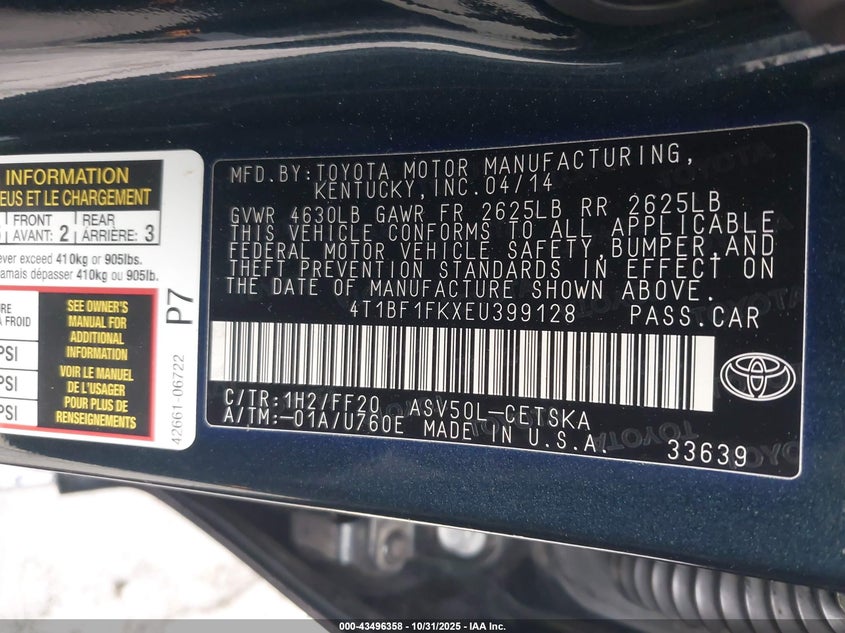 INFORMATION
EUS ET LE CHARGEMENT
FRONT
AVANT: 2
REAR
ARRIÈRE: 3
ever exceed 410kg or 905lbs.
amais dépasser 410kg ou 905lb.
URE
A FROID
PSI
PSI
PSI
SEE OWNER'S
MANUAL FOR
ADDITIONAL
INFORMATION
VOIR LE MANUEL
DE L'USAGER
POUR PLUS DE
RENSEIGNEMENTS
P7
42661-06722
MFD.BY:TOYOTA MOTOR MANUFACTURING,
KENTUCKY,INC.04/14
GVWR 4630LB GAWR FR 2625LB RR 2625LB
THIS VEHICLE CONFORMS TO ALL APPLICABLE
FEDERAL MOTOR VEHICLE SAFETY,BUMPER,AND
THEFT PREVENTION STANDARDS IN EFFECT ON
THE DATE OF MANUFACTURE SHOWN ABOVE.
4T1BF1FKXEU399128 PASS.CAR
C/TR:1H2/FF20 ASV50L-CETSKA
A/TM:-01A/U760E MADE IN U.S.A.
33639
000-43496358 - 10/31/2025 - IAA Inc.